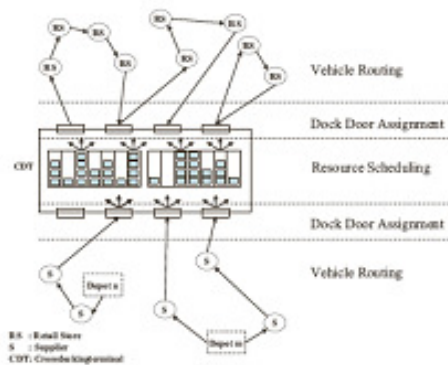 RS
RS
RS
RS
RS
RS
RS
RS
RS
RS
Vehicle Routing
Dock Door Assignment
CDT
Resource Scheduling
Dock Door Assignment
Vehicle Routing
S
S
S
S
S
Depot n
Depot m
RS : Retail Store
S : Supplier
CDT: Crossdocking terminal